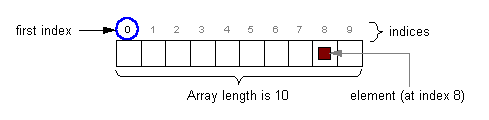 first index
0 1 2 3 4 5 6 7 8 9
indices
Array length is 10
element (at index 8)